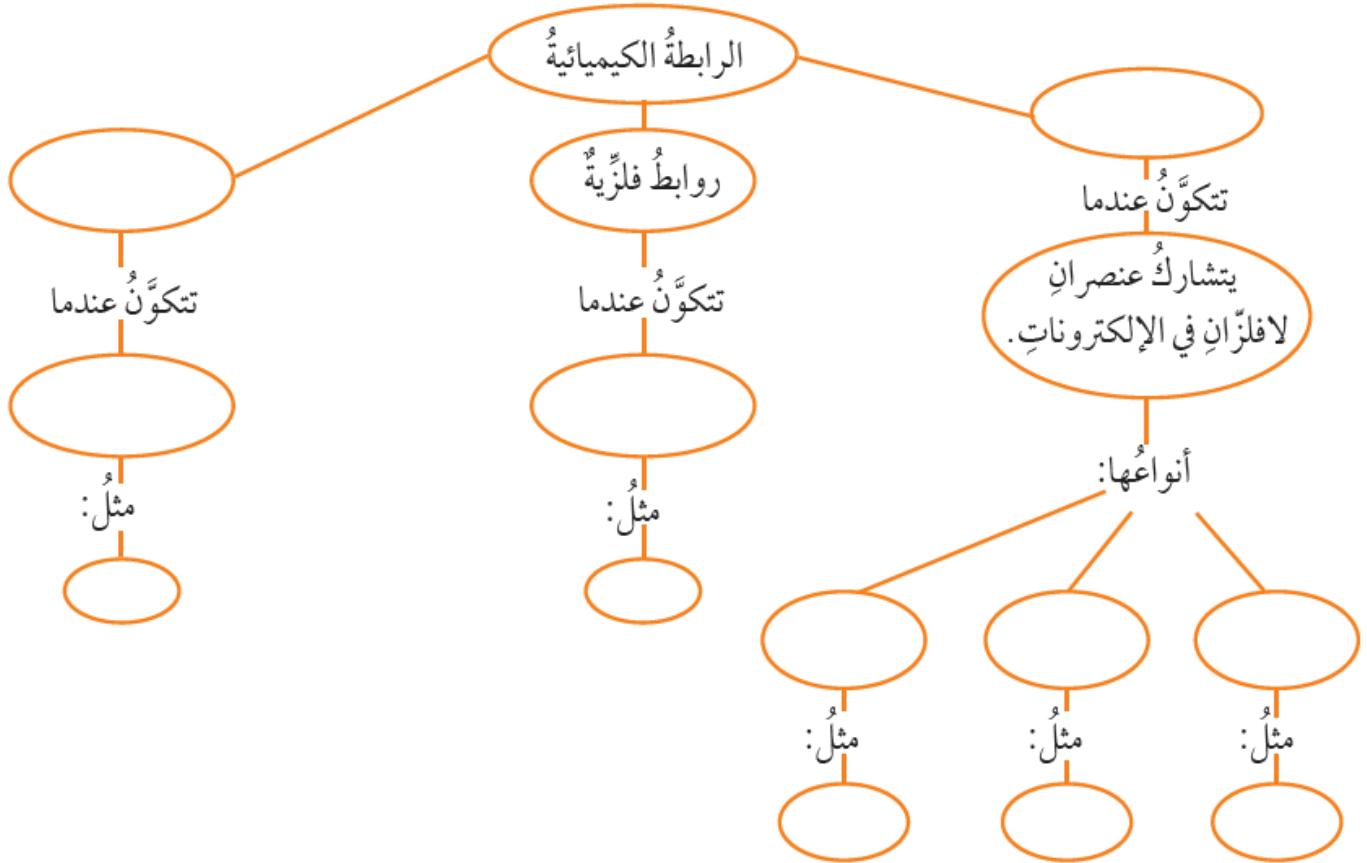 الرابطةُ الكيميائيةُ
روابطُ فلزِّيةٌ
تتكوَّنُ عندما
يتشاركُ عنصرانِ
لافلزّانِ في الإلكتروناتِ.
أنواعُها:
مثلُ:
مثلُ:
مثلُ:
تتكوَّنُ عندما
مثلُ:
تتكوَّنُ عندما
مثلُ: